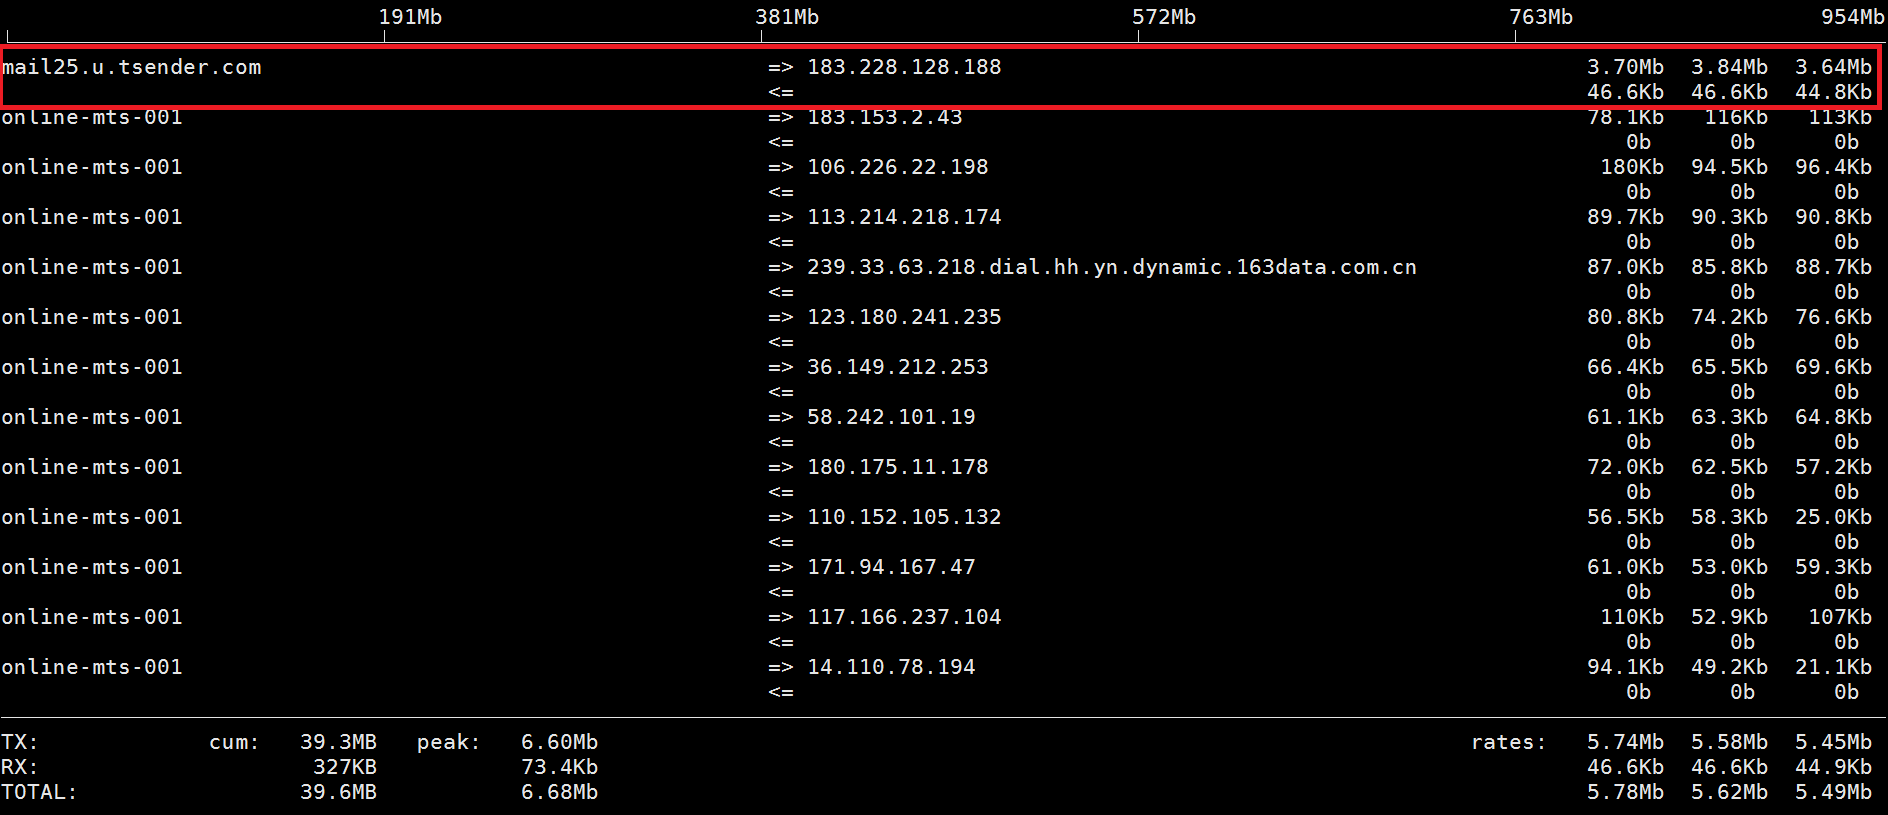 191Mb 381Mb 572Mb 763Mb 954Mb
mail25.u.tsender.com => 183.228.128.188 3.70Mb 3.84Mb 3.64Mb
<= 46.6Kb 46.6Kb 44.8Kb
online-mts-001 => 183.153.2.43 78.1Kb 116Kb 113Kb
<= 0b 0b 0b
online-mts-001 => 106.226.22.198 180Kb 94.5Kb 96.4Kb
<= 0b 0b 0b
online-mts-001 => 113.214.218.174 89.7Kb 90.3Kb 90.8Kb
<= 0b 0b 0b
online-mts-001 => 239.33.63.218.dial.hh.yn.dynamic.163data.com.cn 87.0Kb 85.8Kb 88.7Kb
<= 0b 0b 0b
online-mts-001 => 123.180.241.235 80.8Kb 74.2Kb 76.6Kb
<= 0b 0b 0b
online-mts-001 => 36.149.212.253 66.4Kb 65.5Kb 69.6Kb
<= 0b 0b 0b
online-mts-001 => 58.242.101.19 61.1Kb 63.3Kb 64.8Kb
<= 0b 0b 0b
online-mts-001 => 180.175.11.178 72.0Kb 62.5Kb 57.2Kb
<= 0b 0b 0b
online-mts-001 => 110.152.105.132 56.5Kb 58.3Kb 25.0Kb
<= 0b 0b 0b
online-mts-001 => 171.94.167.47 61.0Kb 53.0Kb 59.3Kb
<= 0b 0b 0b
online-mts-001 => 117.166.237.104 110Kb 52.9Kb 107Kb
<= 0b 0b 0b
online-mts-001 => 14.110.78.194 94.1Kb 49.2Kb 21.1Kb
<= 0b 0b 0b
TX: cum: 39.3MB peak: 6.60Mb rates: 5.74Mb 5.58Mb 5.45Mb
RX: 327KB 73.4Kb 46.6Kb 46.6Kb 44.9Kb
TOTAL: 39.6MB 6.68Mb 5.78Mb 5.62Mb 5.49Mb